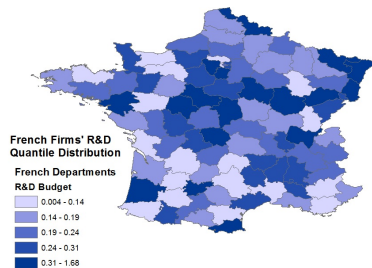 French Firms' R&D
Quantile Distribution
French Departments
R&D Budget
0.004 - 0.14
0.14 - 0.19
0.19 - 0.24
0.24 - 0.31
0.31 - 1.68